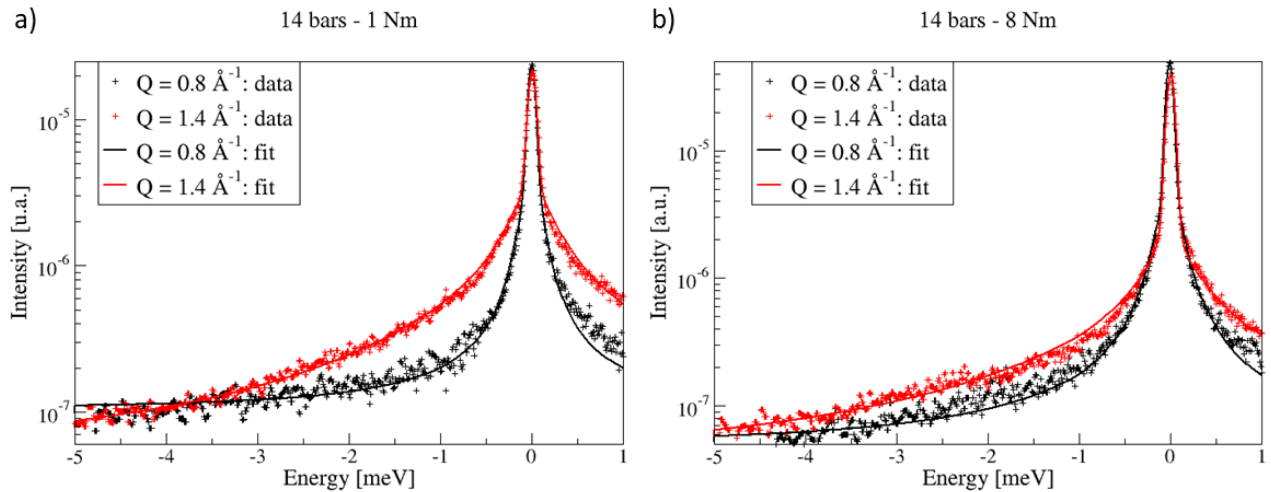 a)
14 bars - 1 Nm
Q = 0.8 Å⁻¹: data
Q = 1.4 Å⁻¹: data
Q = 0.8 Å⁻¹: fit
Q = 1.4 Å⁻¹: fit
Intensity [u.a.]
10⁻⁵
10⁻⁶
10⁻⁷
-5 -4 -3 -2 -1 0 1
Energy [meV]
b)
14 bars - 8 Nm
Q = 0.8 Å⁻¹: data
Q = 1.4 Å⁻¹: data
Q = 0.8 Å⁻¹: fit
Q = 1.4 Å⁻¹: fit
Intensity [a.u.]
10⁻⁵
10⁻⁶
10⁻⁷
-5 -4 -3 -2 -1 0 1
Energy [meV]